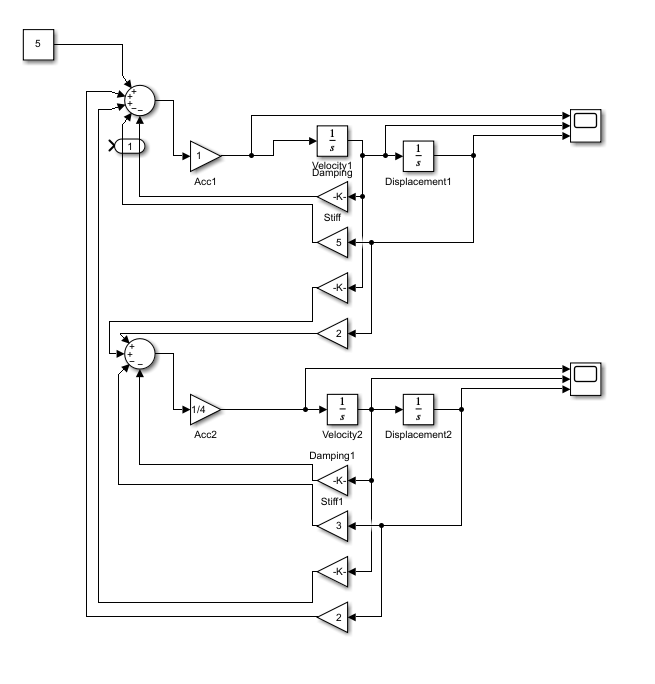 5
+
+
+
- -
1
1
Acc1
1
s
Velocity1
1
s
Displacement1
Damping
-K-
Stiff
5
-K-
2
+
+
- -
1/4
Acc2
1
s
Velocity2
1
s
Displacement2
Damping1
-K-
Stiff1
3
-K-
2